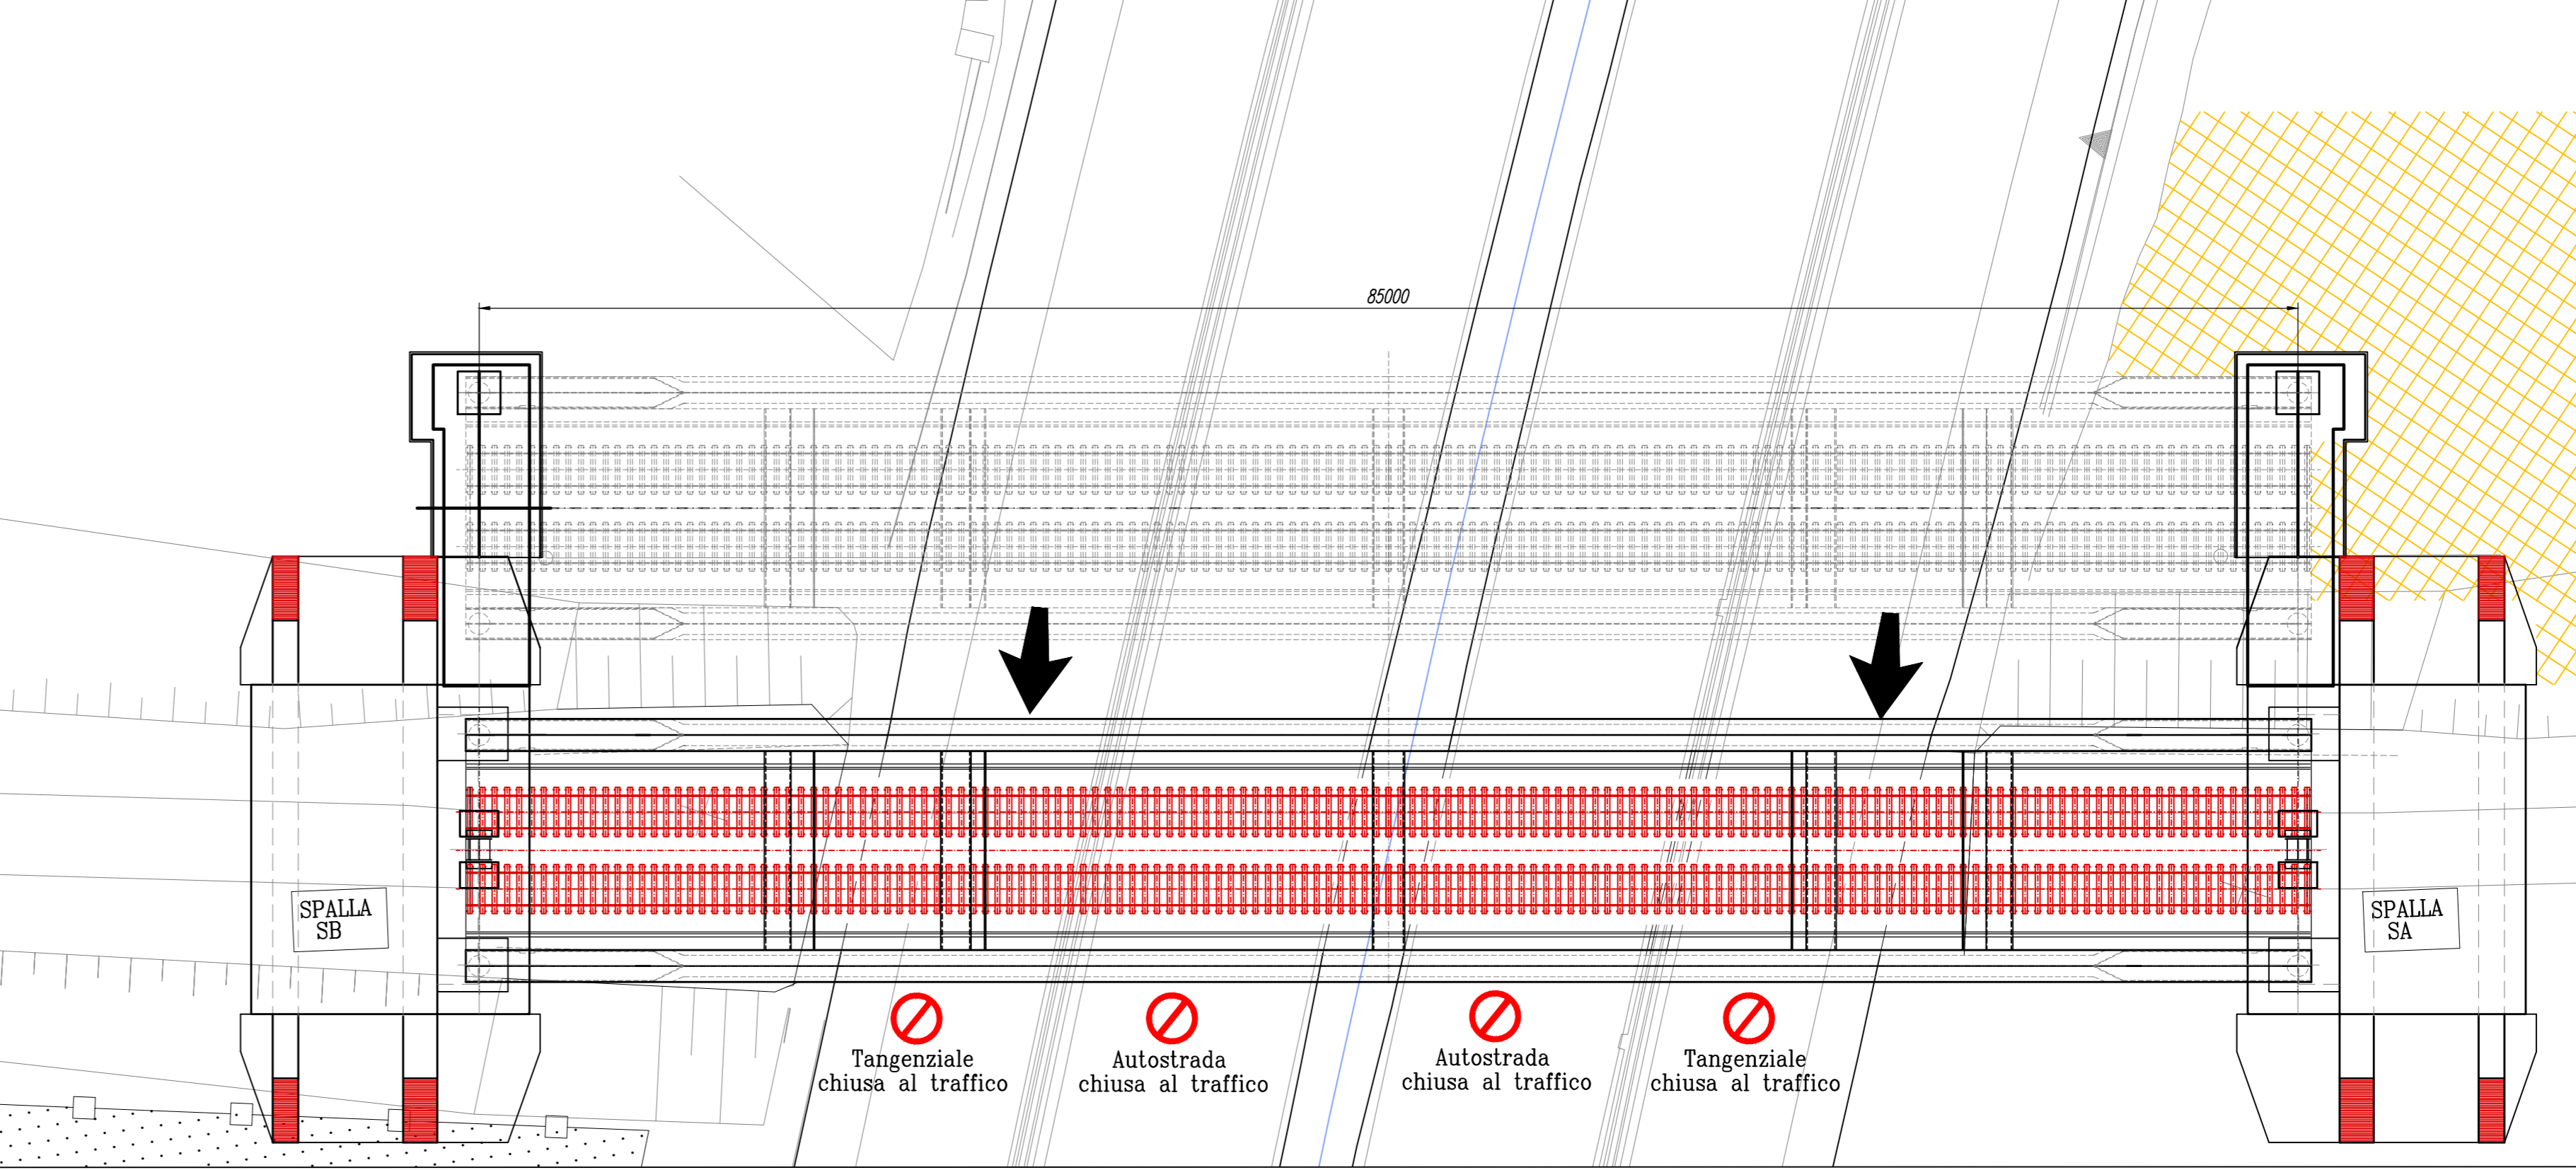 85000
SPALLA
SB
SPALLA
SA
Tangenziale
chiusa al traffico
Autostrada
chiusa al traffico
Autostrada
chiusa al traffico
Tangenziale
chiusa al traffico